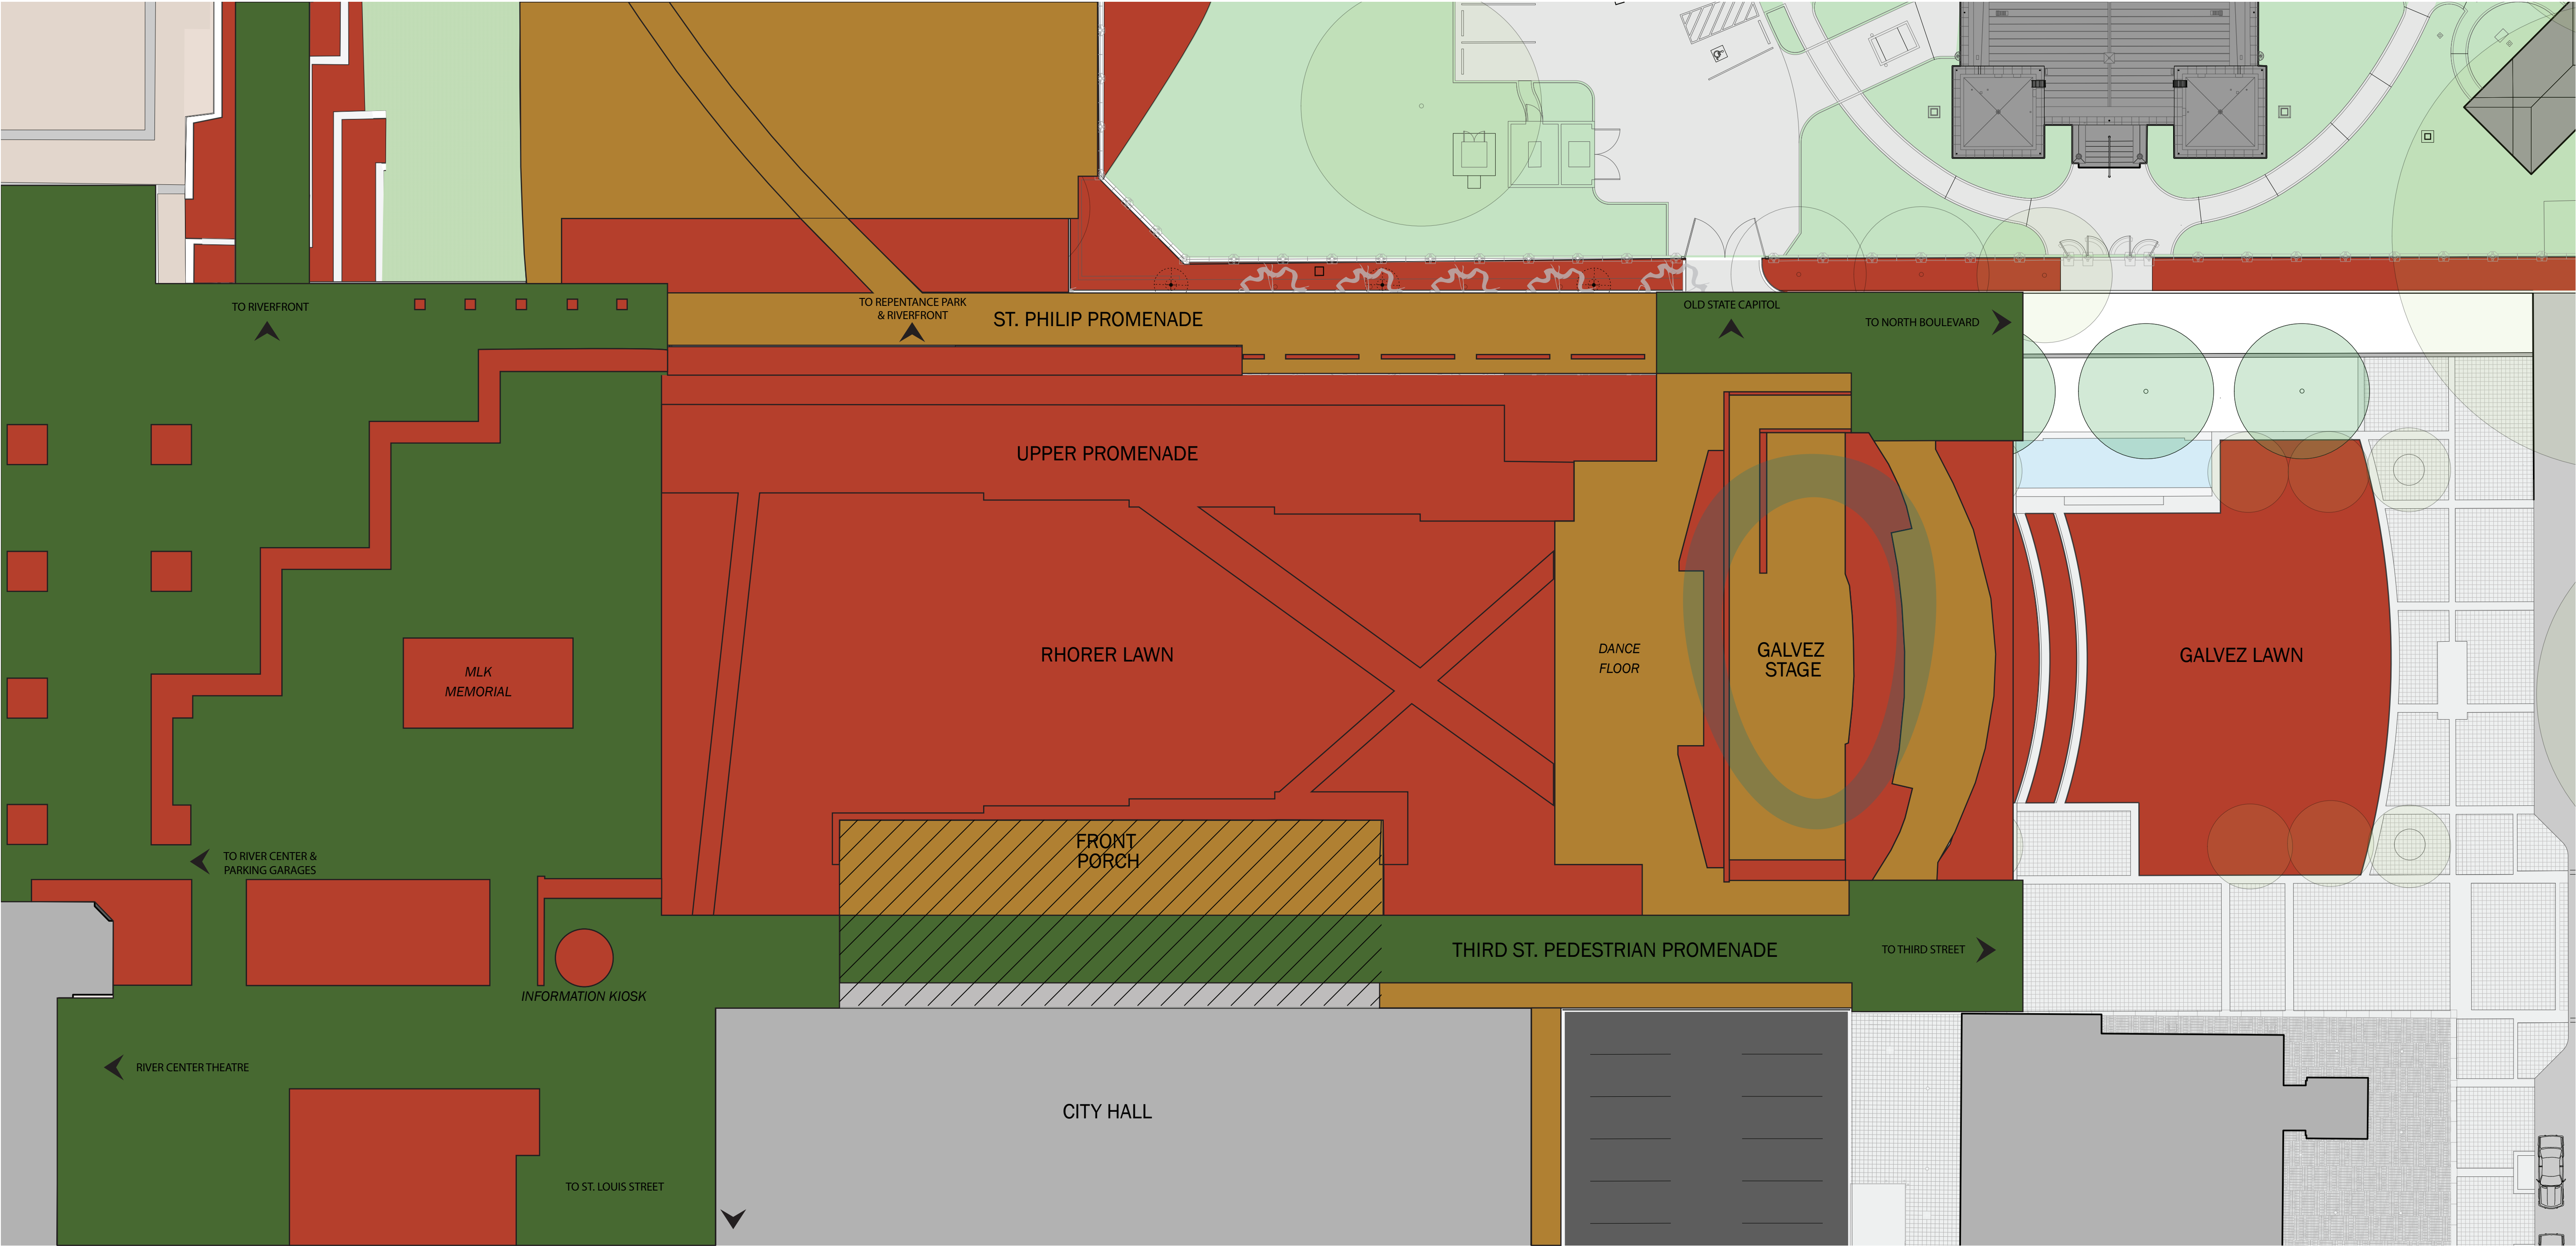 TO RIVERFRONT
TO REPENTANCE PARK
& RIVERFRONT
ST. PHILIP PROMENADE
OLD STATE CAPITOL
TO NORTH BOULEVARD
UPPER PROMENADE
RHORER LAWN
DANCE
FLOOR
GALVEZ
STAGE
GALVEZ LAWN
MLK
MEMORIAL
FRONT
PORCH
TO RIVER CENTER &
PARKING GARAGES
THIRD ST. PEDESTRIAN PROMENADE
TO THIRD STREET
INFORMATION KIOSK
RIVER CENTER THEATRE
CITY HALL
TO ST. LOUIS STREET